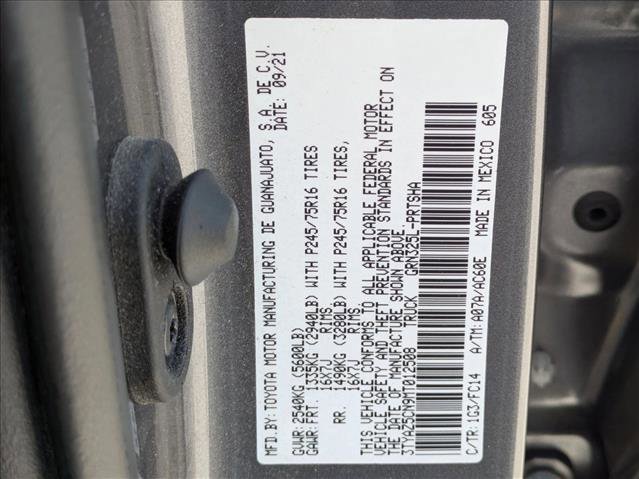 MFD.BY:TOYOTA MOTOR MANUFACTURING DE GUANAJUATO, S.A. DE C.V.
DATE: 09/21
GVWR:2540KG (5600LB)
GAWR:FRT. 1335KG (2940LB) WITH P245/75R16 TIRES
16X7J RIMS
RR. 1490KG (3280LB) WITH P245/75R16 TIRES,
16X7J RIMS
THIS VEHICLE CONFORMS TO ALL APPLICABLE FEDERAL MOTOR
VEHICLE SAFETY AND THEFT PREVENTION STANDARDS IN EFFECT ON
THE DATE OF MANUFACTURE SHOWN ABOVE.
3TYAZ5CN9MT012508 TRUCK GRN325L-PRTSHA
C/TR:1G3/FC14 A/TM:A07A/AC60E MADE IN MEXICO 605